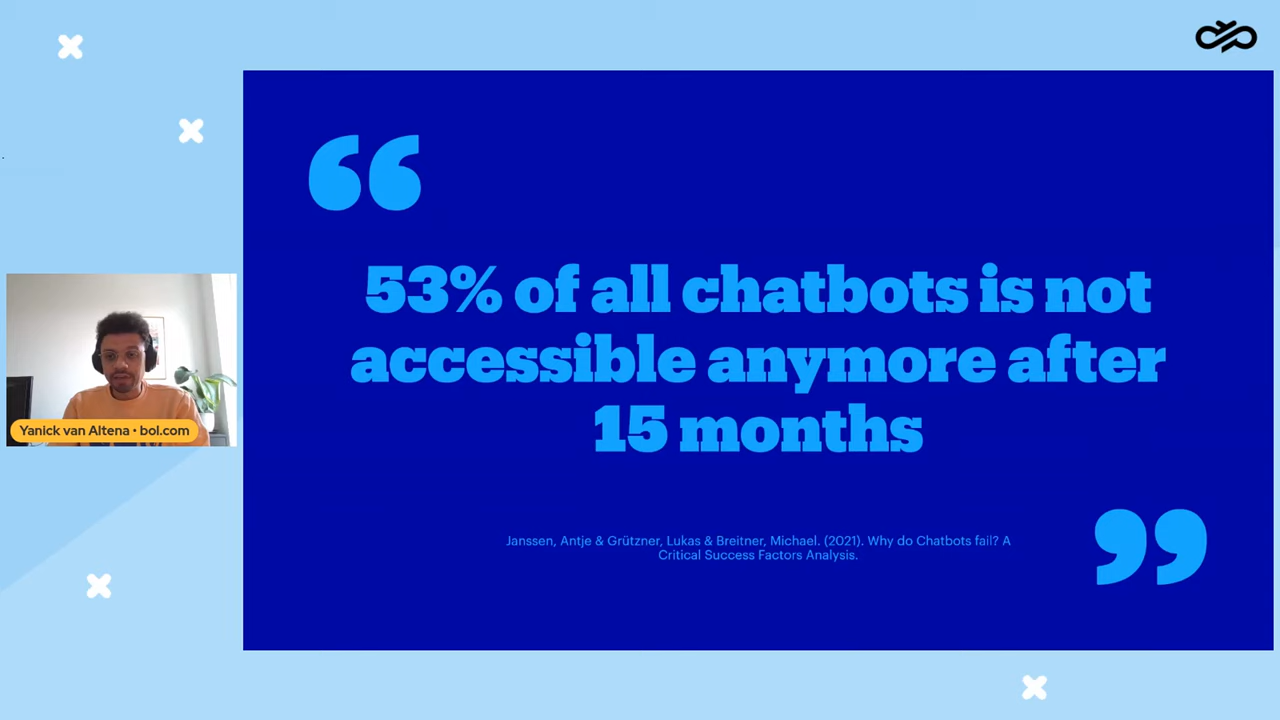 “
53% of all chatbots is not
accessible anymore after
15 months
”
Janssen, Antje & Grützner, Lukas & Breitner, Michael. (2021). Why do Chatbots fail? A
Critical Success Factors Analysis.
Yanick van Altena • bol.com